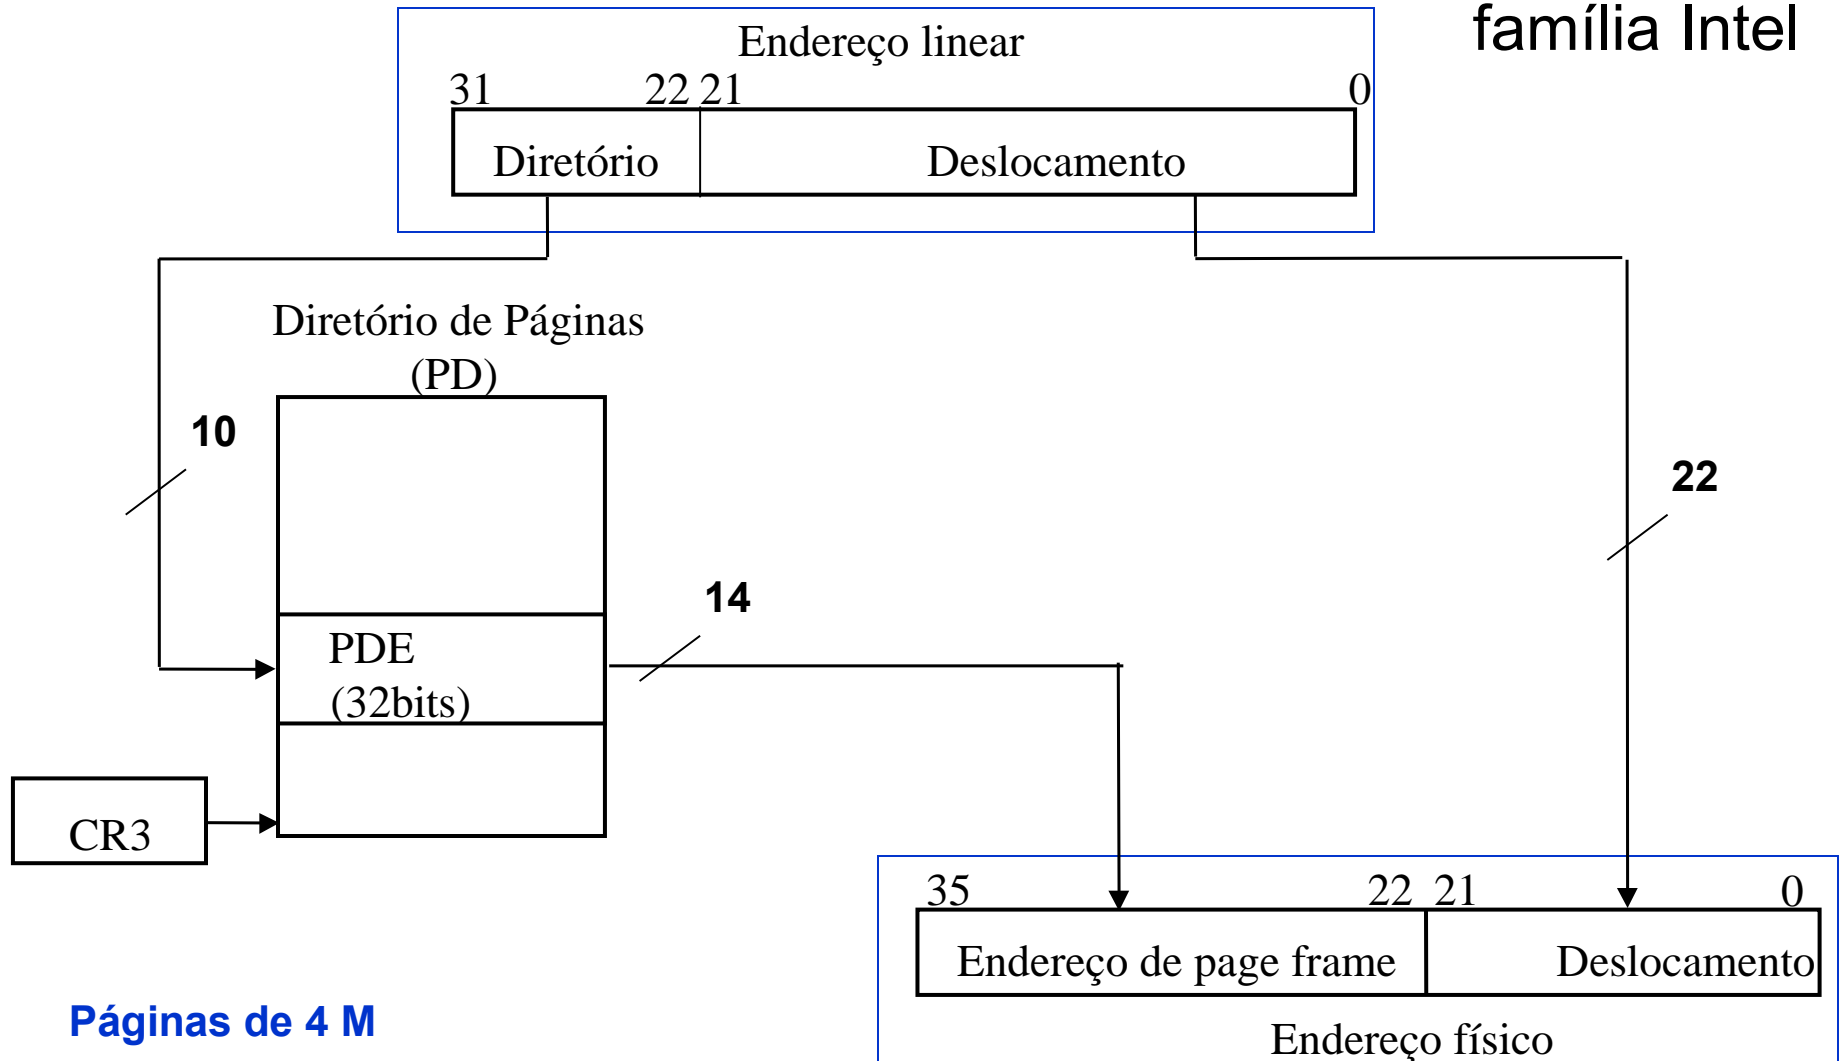 família Intel
Endereço linear
31 22 21 0
Diretório Deslocamento
Diretório de Páginas
(PD)
10
22
14
PDE
(32bits)
CR3
35 22 21 0
Endereço de page frame Deslocamento
Páginas de 4 M
Endereço físico